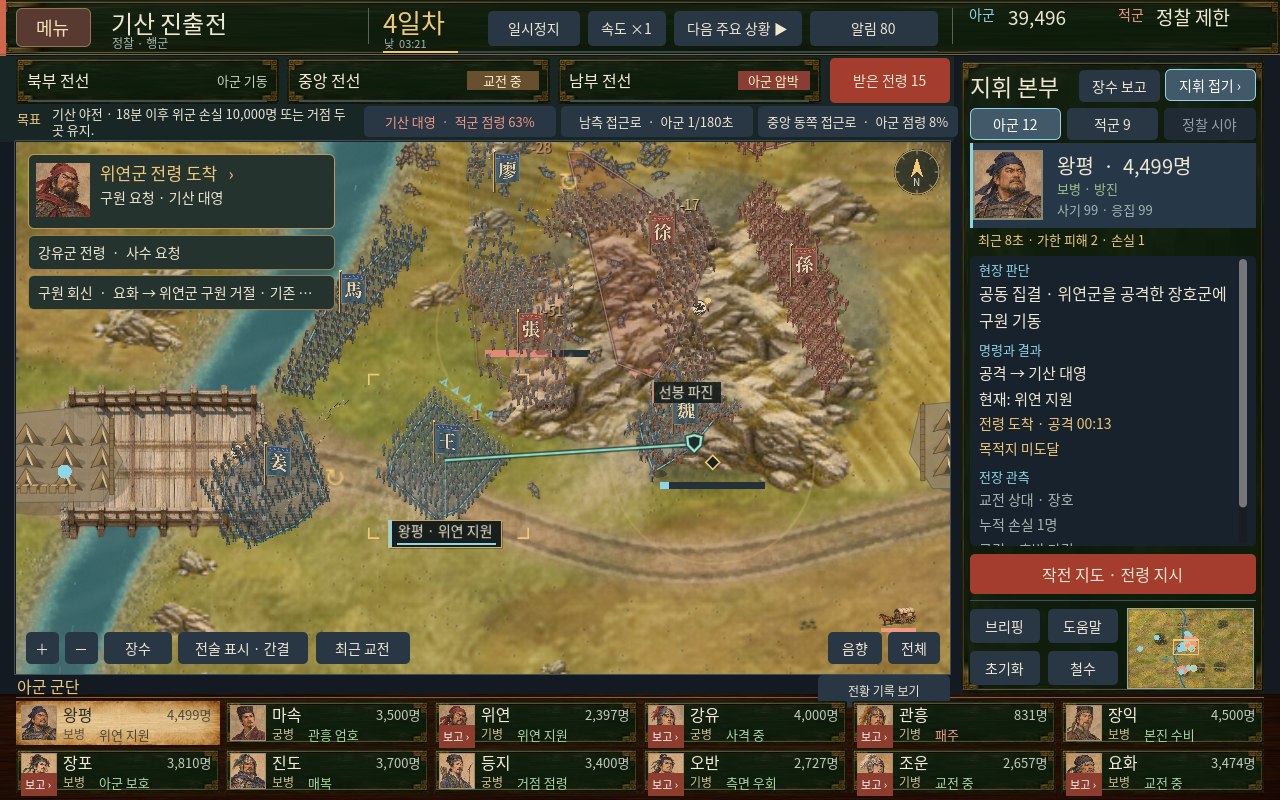 메뉴
기산 진출전
정찰 · 행군
4일차
낮 03:21
일시정지
속도 ×1
다음 주요 상황 ▶
알림 80
아군 39,496
적군 정찰 제한
북부 전선 아군 기동
중앙 전선 교전 중
남부 전선 아군 압박
받은 전령 15
목표 기산 야전 · 18분 이후 위군 손실 10,000명 또는 거점 두
곳 유지.
기산 대영 · 적군 점령 63%
남측 접근로 · 아군 1/180초
중앙 동쪽 접근로 · 아군 점령 8%
위연군 전령 도착 ›
구원 요청 · 기산 대영
강유군 전령 · 사수 요청
구원 회신 · 요화 → 위연군 구원 거절 · 기존 ⋯
廖
-28
徐
-17
孫
馬
張
-51
N
선봉 파진
魏
王
1
姜
왕평 · 위연 지원
+
−
장수
전술 표시 · 간결
최근 교전
음향
전체
지휘 본부
장수 보고
지휘 접기 ›
아군 12
적군 9
정찰 시야
왕평 · 4,499명
보병 · 방진
사기 99 · 응집 99
최근 8초 · 가한 피해 2 · 손실 1
현장 판단
공동 집결 · 위연군을 공격한 장호군에
구원 기동
명령과 결과
공격 → 기산 대영
현재: 위연 지원
전령 도착 · 공격 00:13
목적지 미도달
전장 관측
교전 상대 · 장호
누적 손실 1명
작전 지도 · 전령 지시
브리핑
도움말
초기화
철수
아군 군단
전황 기록 보기
왕평 4,499명
보병 위연 지원
마속 3,500명
궁병 관흥 엄호
위연 2,397명
보고 › 기병 위연 지원
강유 4,000명
보고 › 궁병 사격 중
관흥 831명
보고 › 기병 패주
장익 4,500명
보고 › 보병 본진 수비
장포 3,810명
보고 › 보병 아군 보호
진도 3,700명
보병 매복
등지 3,400명
궁병 거점 점령
오반 2,727명
보고 › 기병 측면 우회
조운 2,657명
보고 › 기병 교전 중
요화 3,474명
보고 › 보병 교전 중